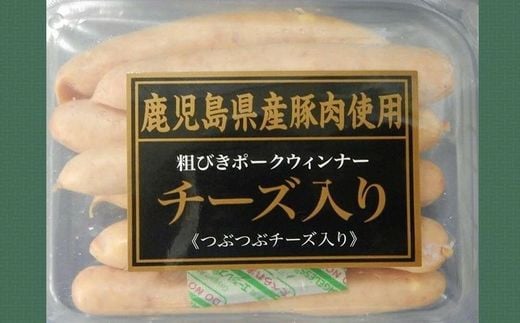 鹿児島県産豚肉使用
粗びきポークウィンナー
チーズ入り
《つぶつぶチーズ入り》